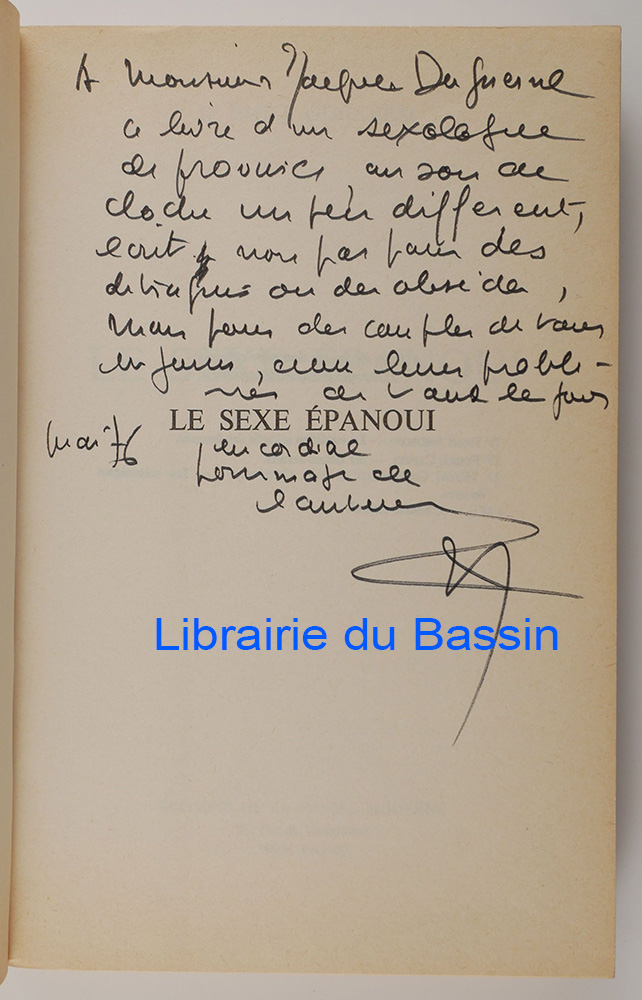 A Monsieur Jacques Duquesne
ce livre d'un sexologue
de province, au son de
cloche un peu différent,
écrit non pas pour des
détraqués ou des obsédés,
mais pour des couples de tous
les jours, avec leurs problè-
mes de tous les jours
LE SEXE ÉPANOUI
mai 76 en cordial
hommage de
l'auteur
Librairie du Bassin